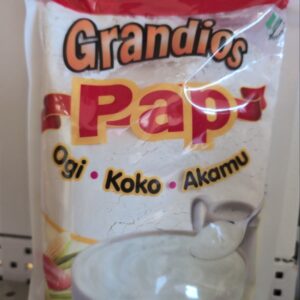 Grandios
Pap
Ogi • Koko • Akamu